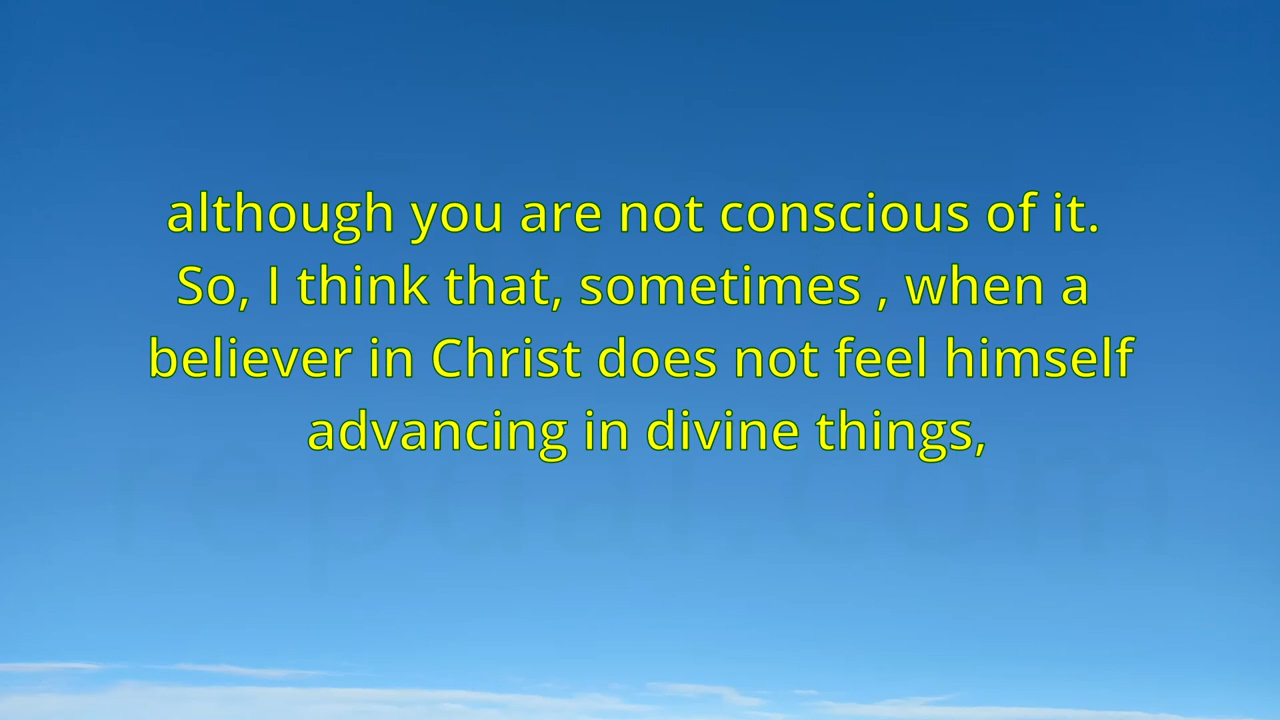 although you are not conscious of it.
So, I think that, sometimes , when a
believer in Christ does not feel himself
advancing in divine things,